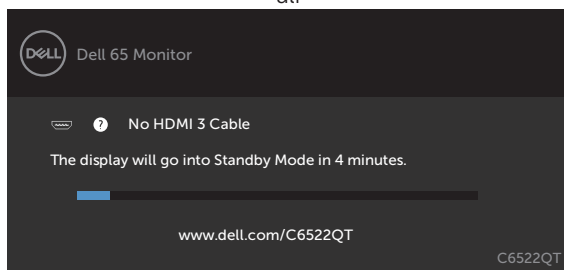 DELL
Dell 65 Monitor
? No HDMI 3 Cable
The display will go into Standby Mode in 4 minutes.
www.dell.com/C6522QT
C6522QT